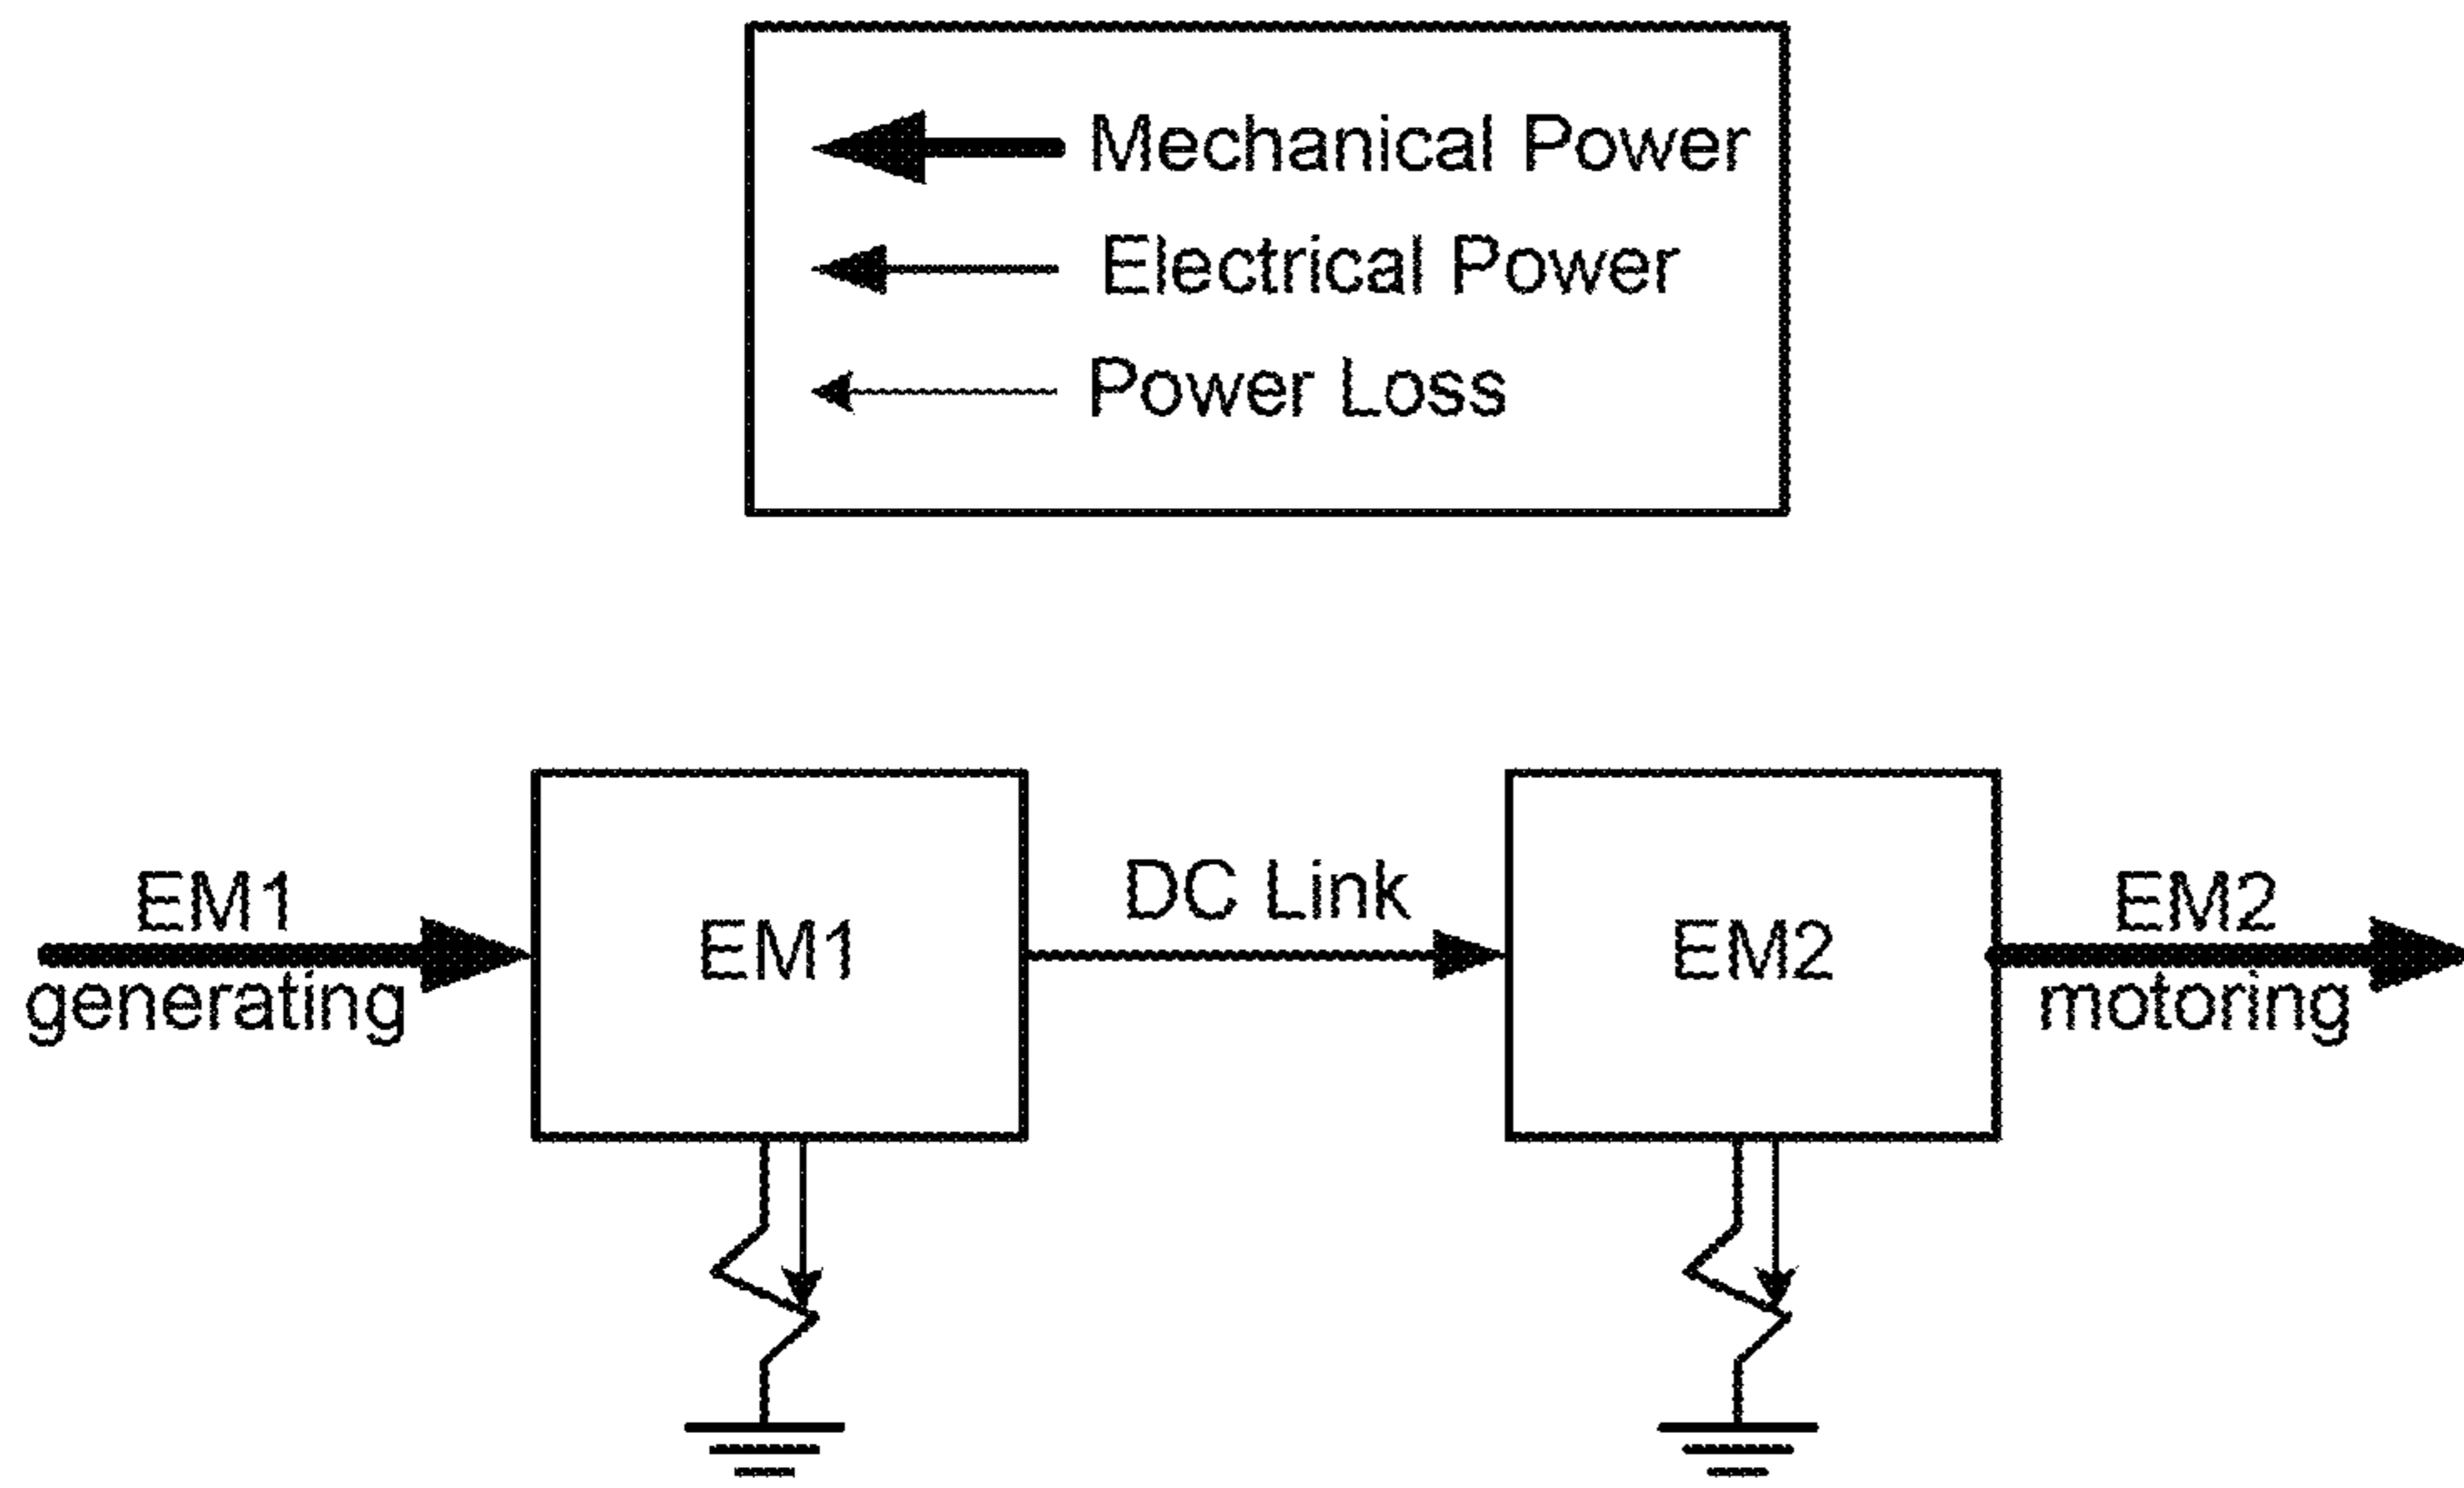 Mechanical Power
Electrical Power
Power Loss
EM1
generating
EM1
DC Link
EM2
EM2
motoring